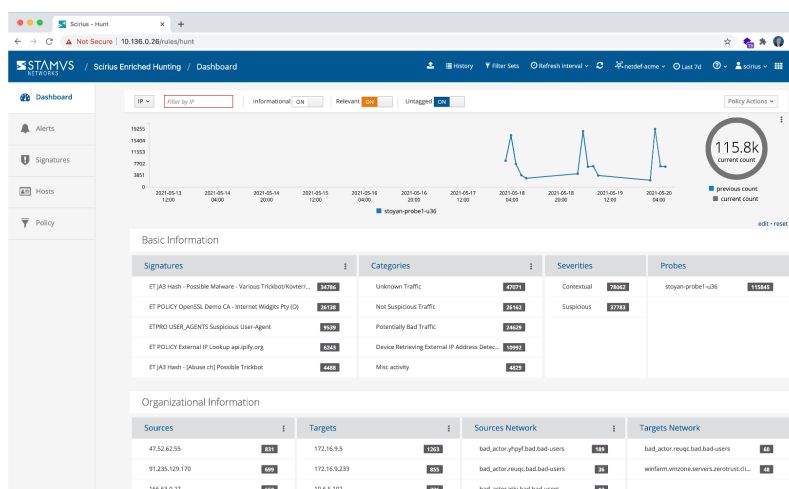 Scirius - Hunt
Not Secure | 10.136.0.26/rules/hunt
STAMVS NETWORKS / Scirius Enriched Hunting / Dashboard
History Filter Sets Refresh Interval netdef-acme Last 7d scirius
Dashboard
Alerts
Signatures
Hosts
Policy
IP Filter by IP Informational ON Relevant ON Untagged ON Policy Actions
19255
15404
11553
7702
3851
0
2021-05-13 12:00
2021-05-14 04:00
2021-05-14 20:00
2021-05-15 12:00
2021-05-16 04:00
2021-05-16 20:00
2021-05-17 12:00
2021-05-18 04:00
2021-05-18 20:00
2021-05-19 12:00
2021-05-20 04:00
stoyan-probe1-u36
115.8k
current count
previous count
current count
edit • reset
Basic Information
Signatures
ET JA3 Hash - Possible Malware - Various Trickbot/Kovter/... 34786
ET POLICY OpenSSL Demo CA - Internet Widgits Pty (O) 26138
ETPRO USER_AGENTS Suspicious User-Agent 9539
ET POLICY External IP Lookup api.ipify.org 6243
ET JA3 Hash - [Abuse.ch] Possible Trickbot 4488
Categories
Unknown Traffic 47071
Not Suspicious Traffic 26162
Potentially Bad Traffic 24629
Device Retrieving External IP Address Detec... 10992
Misc activity 4829
Severities
Contextual 78062
Suspicious 37783
Probes
stoyan-probe1-u36 115845
Organizational Information
Sources
47.52.62.55 831
91.235.129.170 699
Targets
172.16.9.5 1263
172.16.9.233 855
Sources Network
bad_actor.yhpyf.bad.bad-users 189
bad_actor.reuqc.bad.bad-users 36
Targets Network
bad_actor.reuqc.bad.bad-users 60
winfarm.vmzone.servers.zerotrust.cli... 48